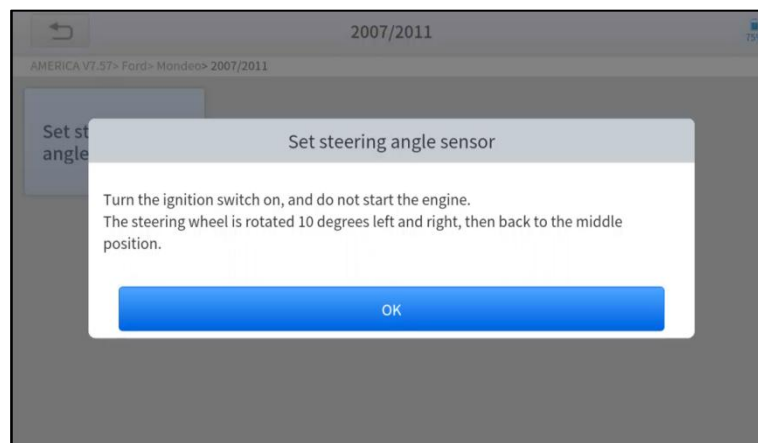 2007/2011
75%
AMERICA V7.57> Ford> Mondeo> 2007/2011
Set st
angle
Set steering angle sensor
Turn the ignition switch on, and do not start the engine.
The steering wheel is rotated 10 degrees left and right, then back to the middle
position.
OK